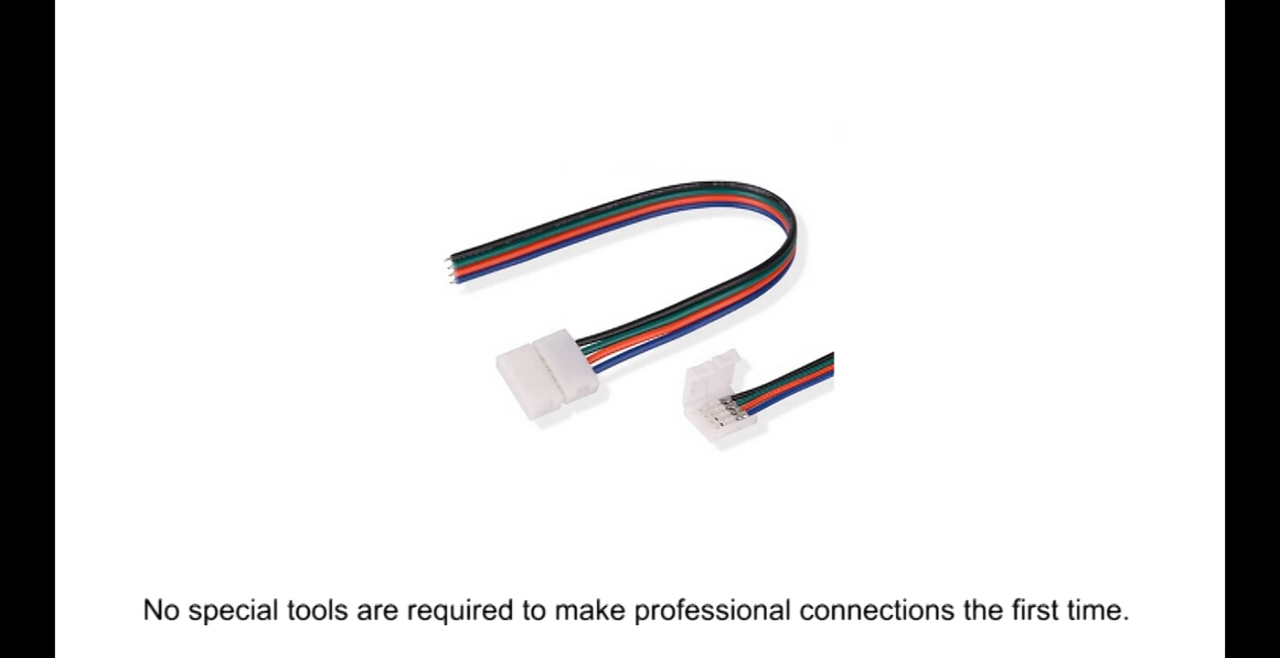 No special tools are required to make professional connections the first time.